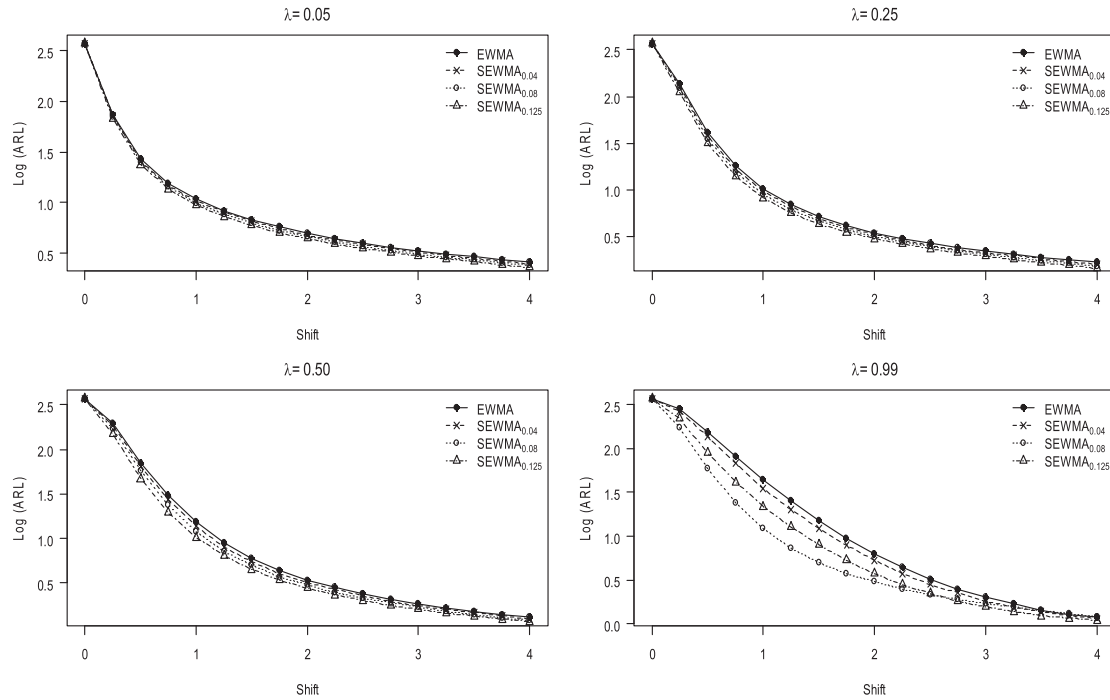 λ= 0.05
2.5
2.0
1.5
1.0
0.5
Log (ARL)
EWMA
SEWMA0.04
SEWMA0.08
SEWMA0.125
0 1 2 3 4
Shift
λ= 0.25
2.5
2.0
1.5
1.0
0.5
Log (ARL)
EWMA
SEWMA0.04
SEWMA0.08
SEWMA0.125
0 1 2 3 4
Shift
λ= 0.50
2.5
2.0
1.5
1.0
0.5
Log (ARL)
EWMA
SEWMA0.04
SEWMA0.08
SEWMA0.125
0 1 2 3 4
Shift
λ= 0.99
2.5
2.0
1.5
1.0
0.5
0.0
Log (ARL)
EWMA
SEWMA0.04
SEWMA0.08
SEWMA0.125
0 1 2 3 4
Shift